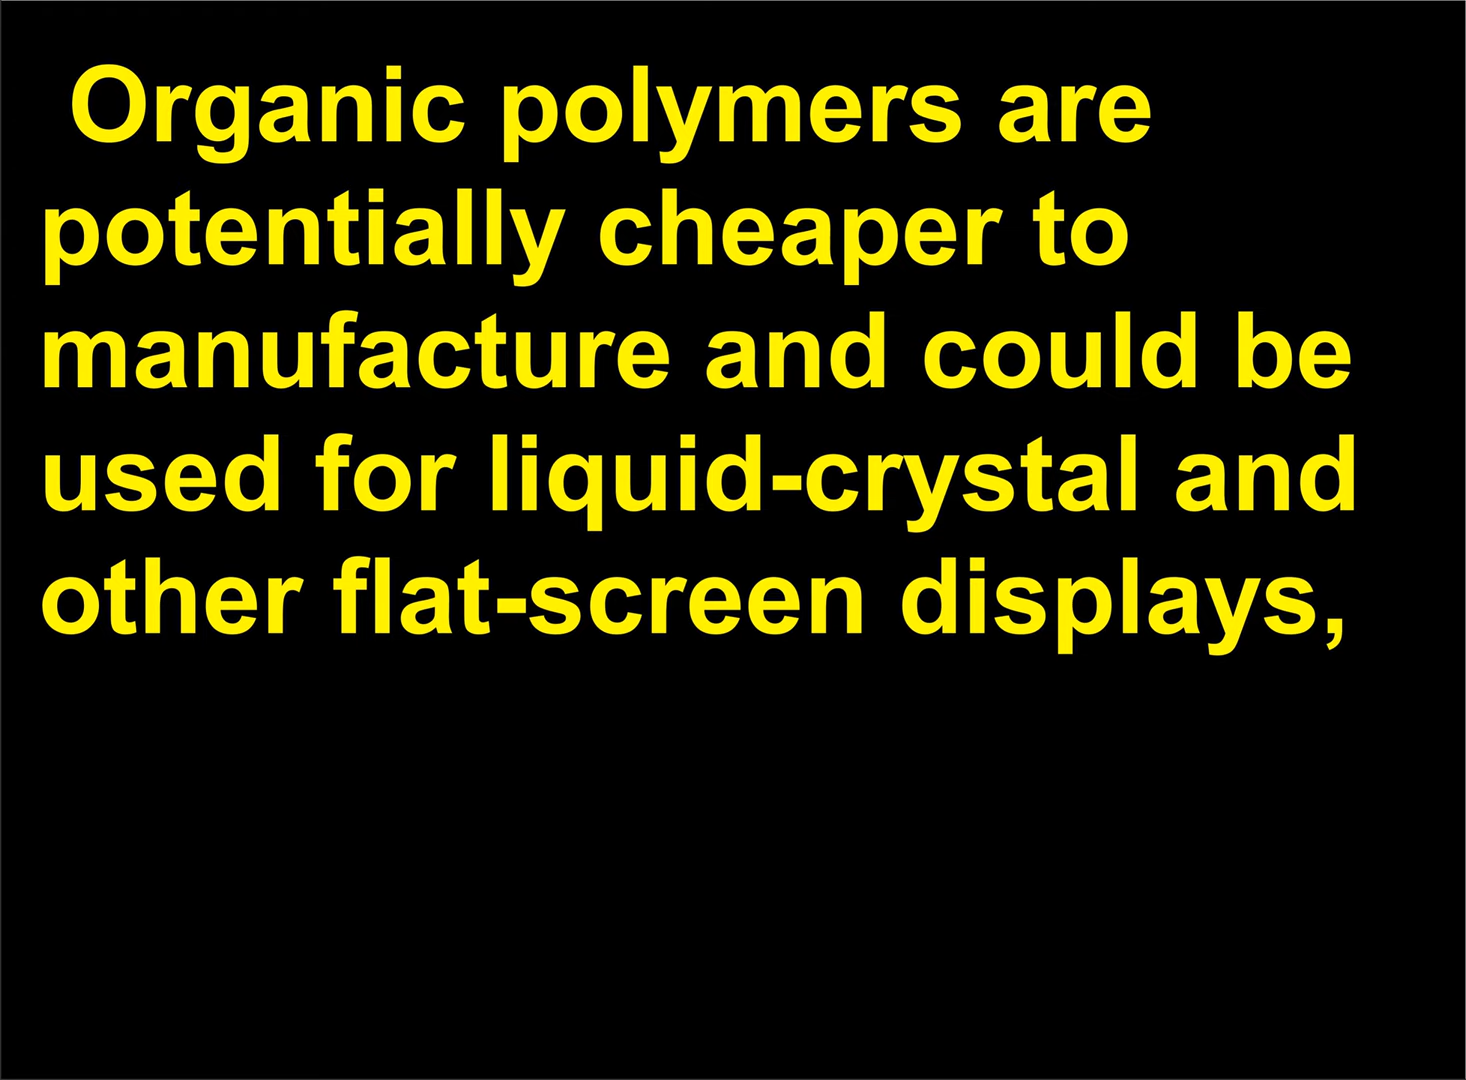 Organic polymers are
potentially cheaper to
manufacture and could be
used for liquid-crystal and
other flat-screen displays,